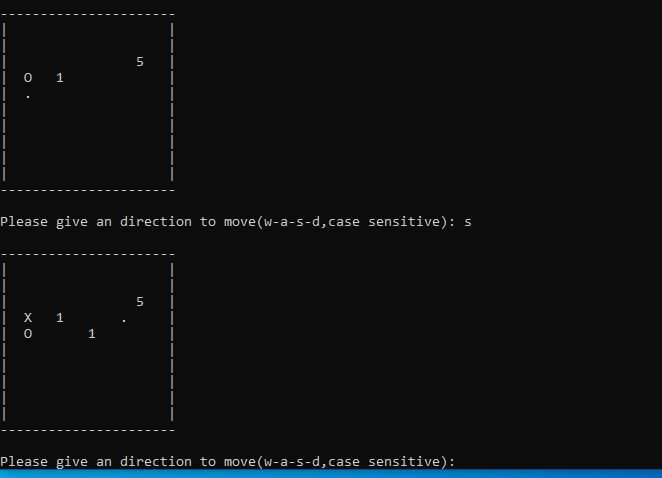 ----------------------
|                    |
|                    |
|                5   |
|  O   1             |
|  .                 |
|                    |
|                    |
|                    |
|                    |
|                    |
----------------------
Please give an direction to move(w-a-s-d,case sensitive): s
----------------------
|                    |
|                    |
|                5   |
|  X   1       .     |
|  O       1         |
|                    |
|                    |
|                    |
|                    |
|                    |
----------------------
Please give an direction to move(w-a-s-d,case sensitive):